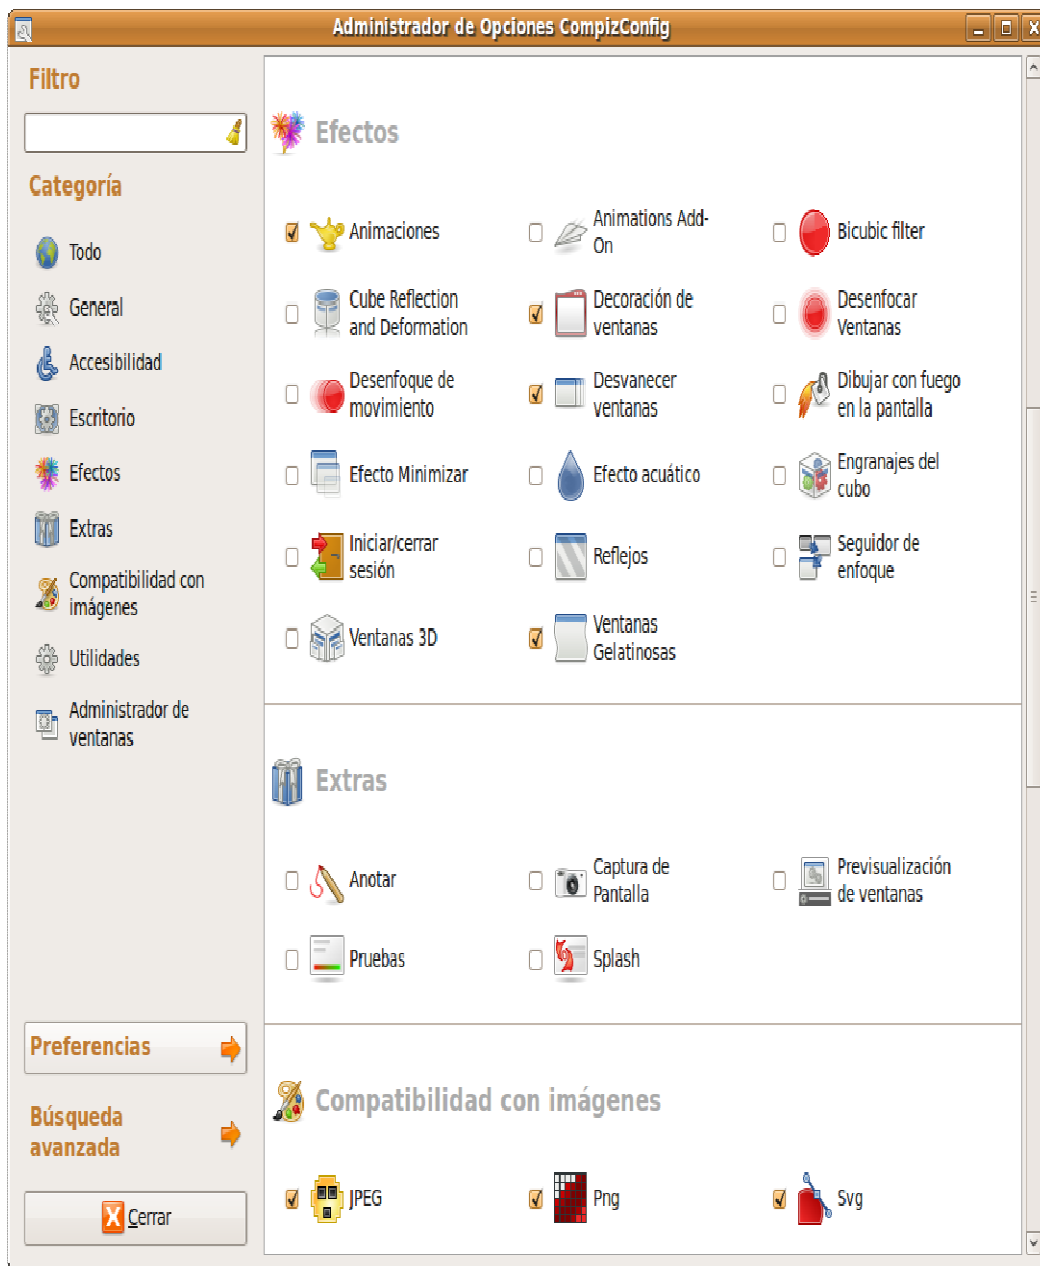 Administrador de Opciones CompizConfig
Filtro
Categoría
Todo
General
Accesibilidad
Escritorio
Efectos
Extras
Compatibilidad con
imágenes
Utilidades
Administrador de
ventanas
Preferencias
Búsqueda
avanzada
Cerrar
Efectos
Animaciones
Animations Add-
On
Bicubic filter
Cube Reflection
and Deformation
Decoración de
ventanas
Desenfocar
Ventanas
Desenfoque de
movimiento
Desvanecer
ventanas
Dibujar con fuego
en la pantalla
Efecto Minimizar
Efecto acuático
Engranajes del
cubo
Iniciar/cerrar
sesión
Reflejos
Seguidor de
enfoque
Ventanas 3D
Ventanas
Gelatinosas
Extras
Anotar
Captura de
Pantalla
Previsualización
de ventanas
Pruebas
Splash
Compatibilidad con imágenes
JPEG
Png
Svg